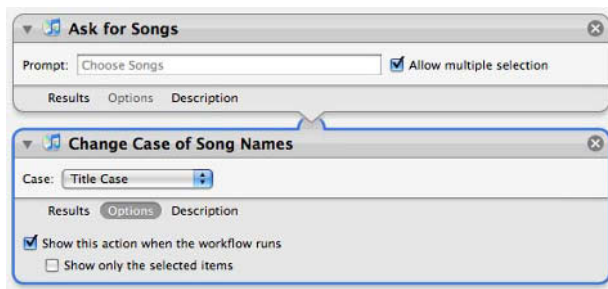 Ask for Songs
Prompt: Choose Songs Allow multiple selection
Results Options Description
Change Case of Song Names
Case: Title Case
Results Options Description
Show this action when the workflow runs
Show only the selected items